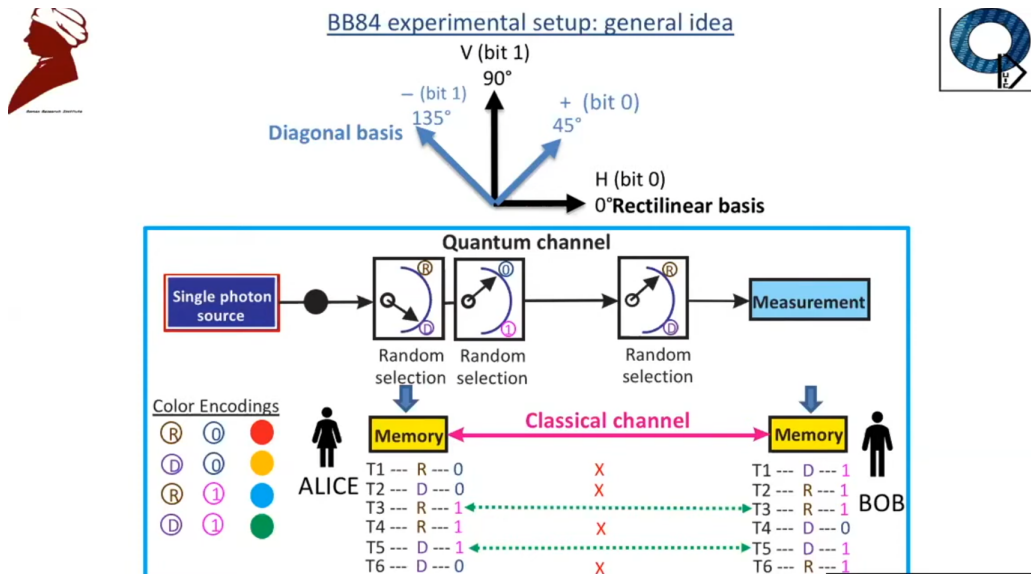 BB84 experimental setup: general idea
V (bit 1)
90°
− (bit 1)
135°
+ (bit 0)
45°
Diagonal basis
H (bit 0)
0°Rectilinear basis
Raman Research Institute
Quantum channel
Single photon
source
R
D
0
1
R
D
Measurement
Random
selection
Random
selection
Random
selection
Color Encodings
R 0
D 0
R 1
D 1
ALICE
Memory
Classical channel
Memory
BOB
T1 --- R --- 0 X T1 --- D --- 1
T2 --- D --- 0 X T2 --- R --- 1
T3 --- R --- 1 T3 --- R --- 1
T4 --- R --- 1 X T4 --- D --- 0
T5 --- D --- 1 T5 --- D --- 1
T6 --- D --- 0 X T6 --- R --- 1